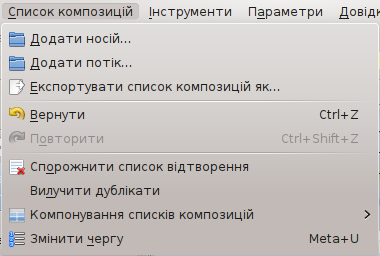 Список композицій Інструменти Параметри Довідк
Додати носій...
Додати потік...
Експортувати список композицій як...
Вернути Ctrl+Z
Повторити Ctrl+Shift+Z
Спорожнити список відтворення
Вилучити дублікати
Компонування списків композицій
Змінити чергу Meta+U